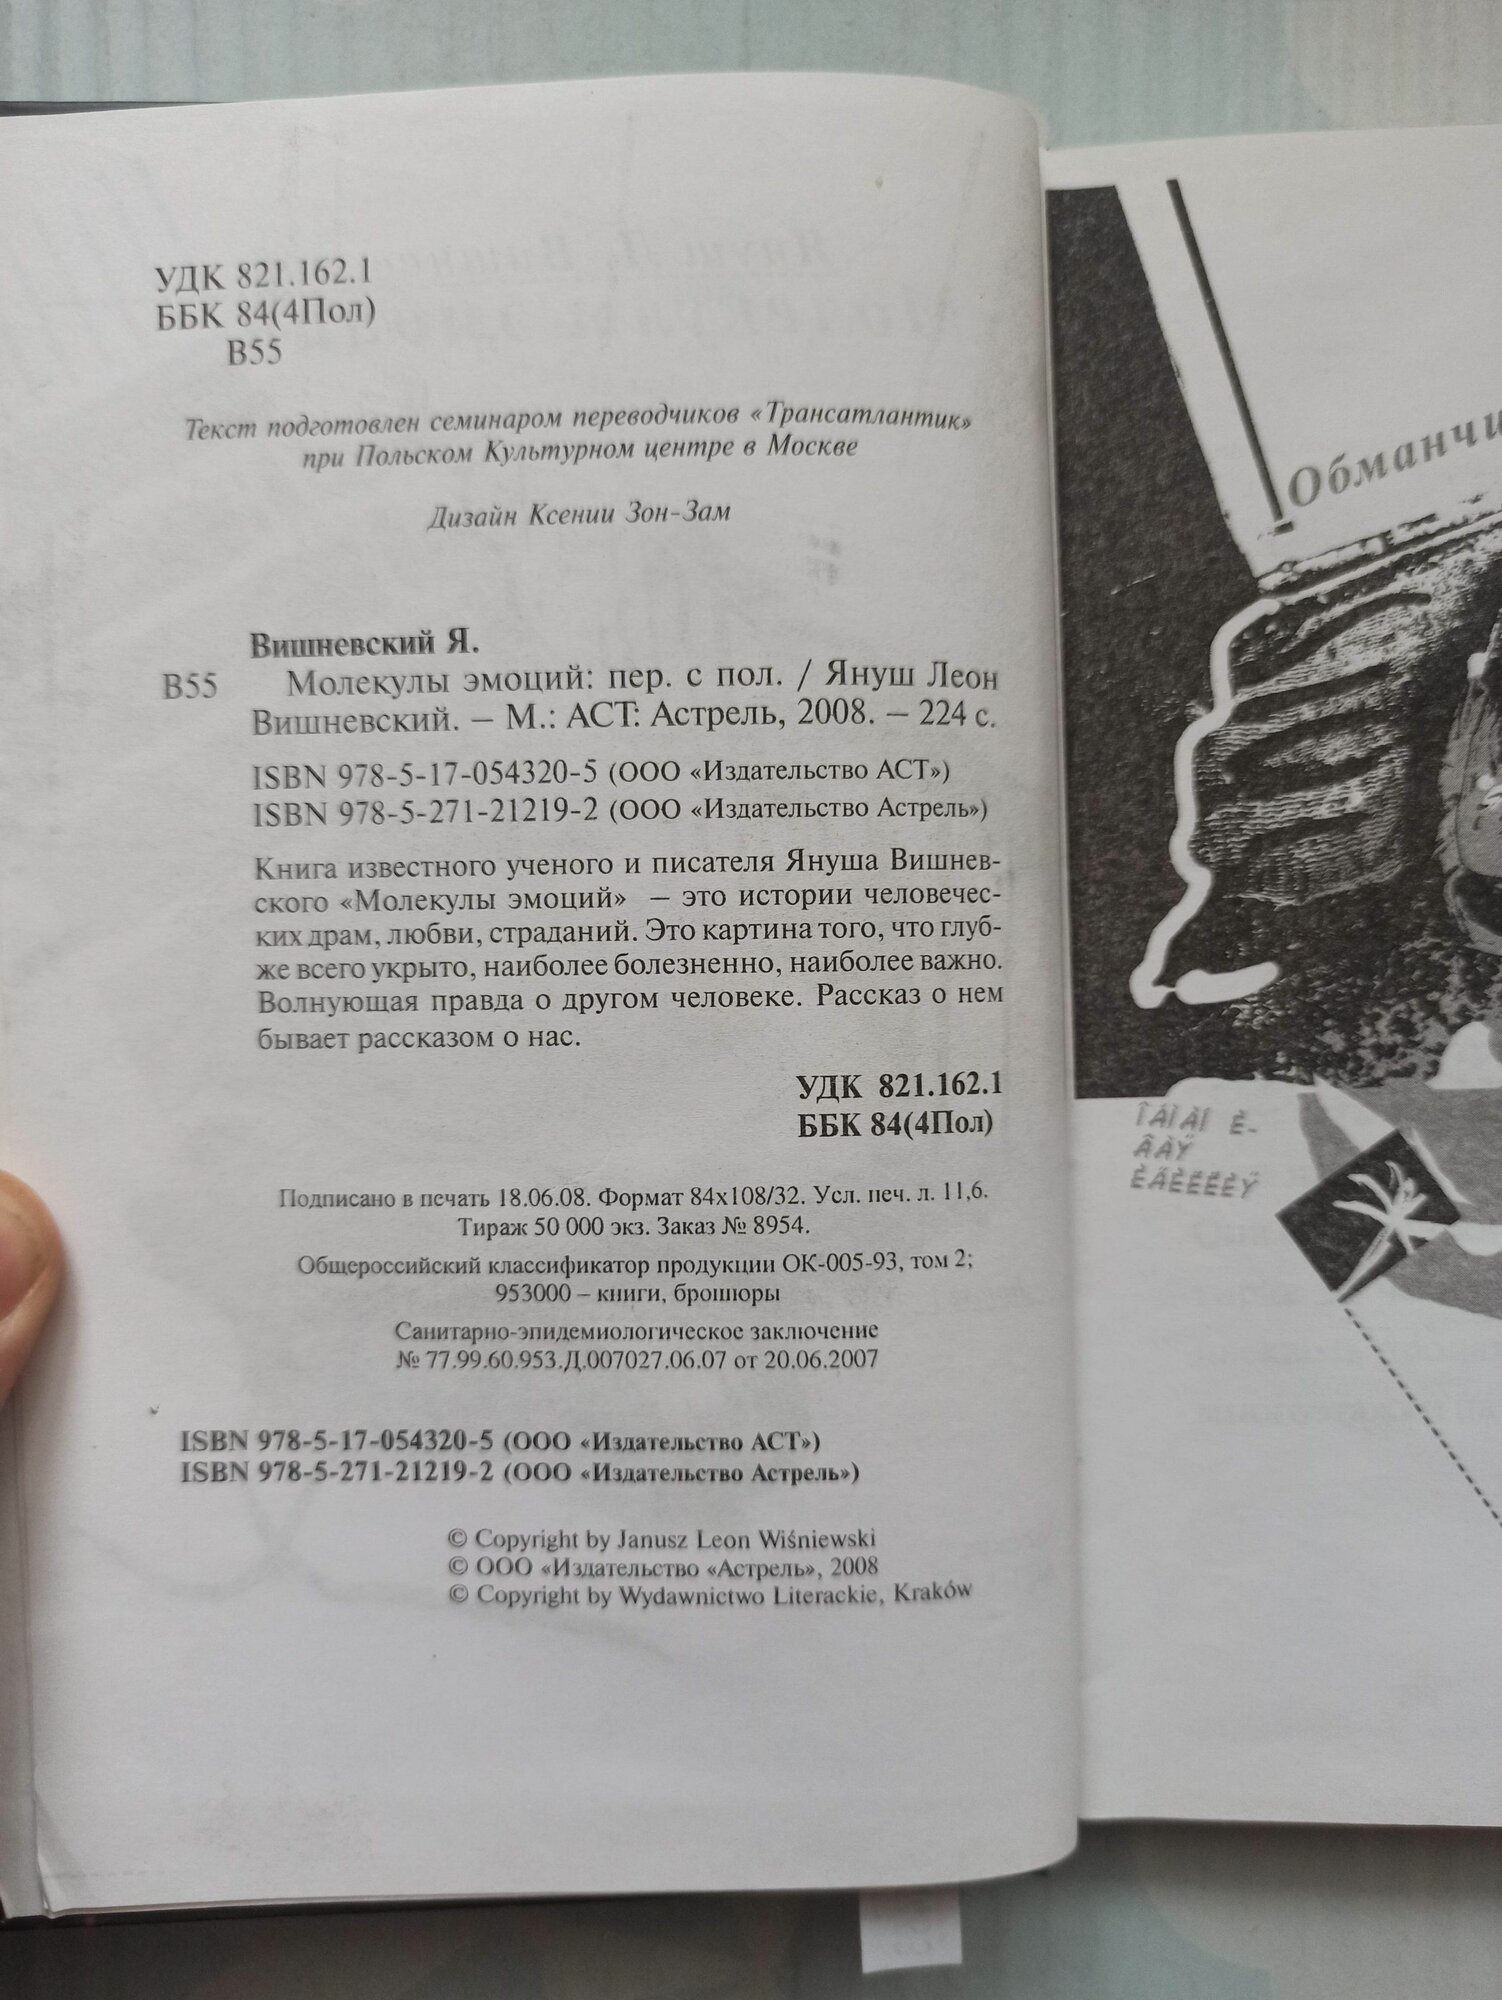 УДК 821.162.1
ББК 84(4Пол)
В55
Текст подготовлен семинаром переводчиков «Трансатлантик»
при Польском Культурном центре в Москве
Дизайн Ксении Зон-Зам
Вишневский Я.
В55 Молекулы эмоций: пер. с пол. / Януш Леон
Вишневский. – М.: АСТ: Астрель, 2008. – 224 с.
ISBN 978-5-17-054320-5 (ООО «Издательство АСТ»)
ISBN 978-5-271-21219-2 (ООО «Издательство Астрель»)
Книга известного ученого и писателя Януша Вишнев-
ского «Молекулы эмоций» – это истории человечес-
ких драм, любви, страданий. Это картина того, что глуб-
же всего укрыто, наиболее болезненно, наиболее важно.
Волнующая правда о другом человеке. Рассказ о нем
бывает рассказом о нас.
УДК 821.162.1
ББК 84(4Пол)
Подписано в печать 18.06.08. Формат 84х108/32. Усл. печ. л. 11,6.
Тираж 50 000 экз. Заказ № 8954.
Общероссийский классификатор продукции ОК-005-93, том 2;
953000 – книги, брошюры
Санитарно-эпидемиологическое заключение
№ 77.99.60.953.Д.007027.06.07 от 20.06.2007
ISBN 978-5-17-054320-5 (ООО «Издательство АСТ»)
ISBN 978-5-271-21219-2 (ООО «Издательство Астрель»)
© Copyright by Janusz Leon Wiśniewski
© ООО «Издательство «Астрель», 2008
© Copyright by Wydawnictwo Literackie, Kraków
Обманчи